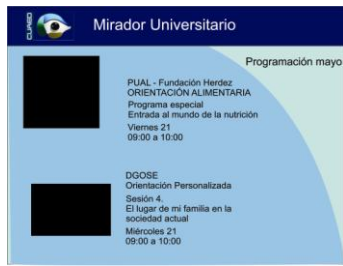 CUAED
Mirador Universitario
Programación mayo
PUAL - Fundación Herdez
ORIENTACIÓN ALIMENTARIA
Programa especial
Entrada al mundo de la nutrición
Viernes 21
09:00 a 10:00
DGOSE
Orientación Personalizada
Sesión 4.
El lugar de mi familia en la
sociedad actual
Miércoles 21
09:00 a 10:00